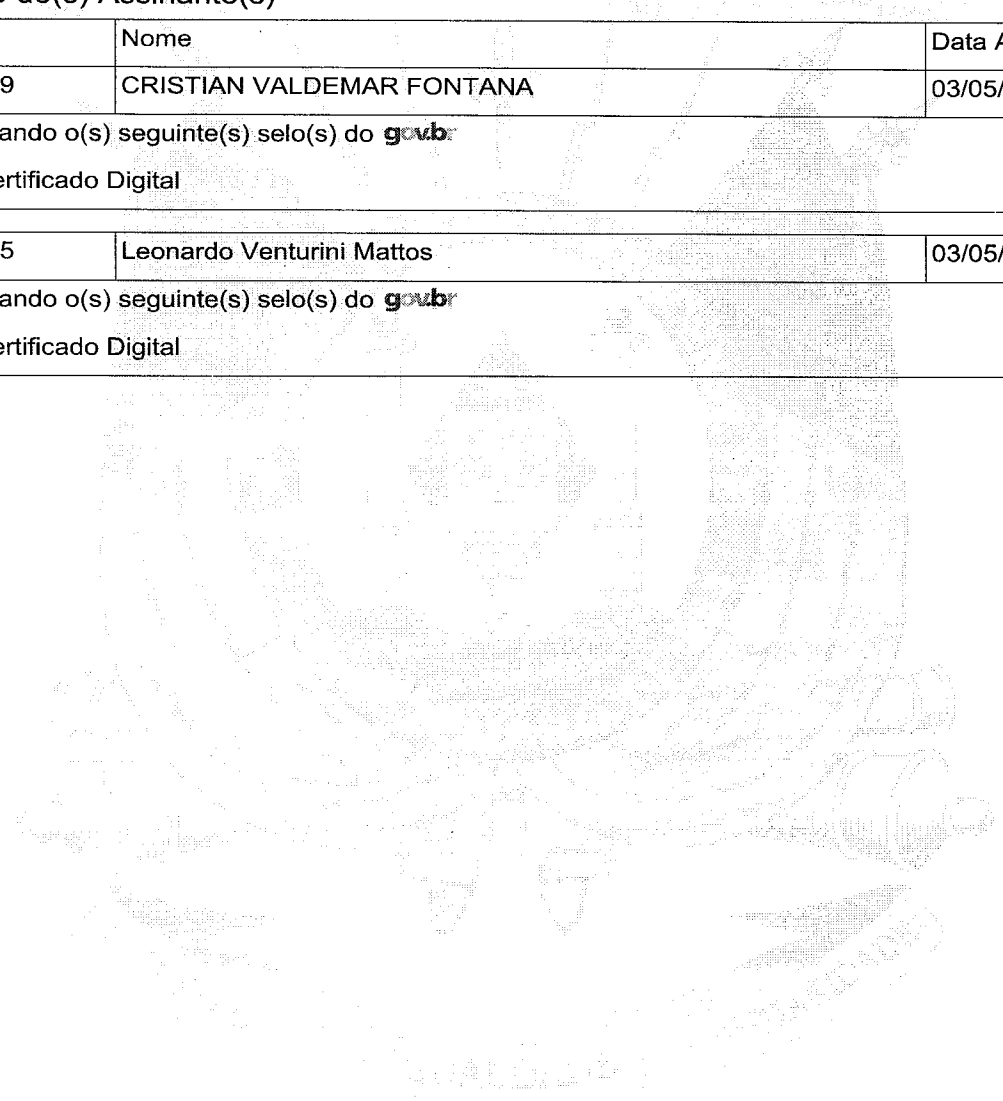 do(s) Assinante(s)
Nome Data A
9 CRISTIAN VALDEMAR FONTANA 03/05/
ando o(s) seguinte(s) selo(s) do gov.br
ertificado Digital
5 Leonardo Venturini Mattos 03/05/
ando o(s) seguinte(s) selo(s) do gov.br
ertificado Digital